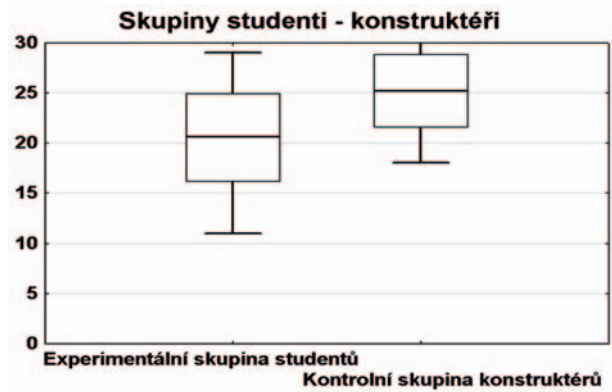 Skupiny studenti - konstruktéři
30
25
20
15
10
5
0
Experimentální skupina studentů
Kontrolní skupina konstruktérů